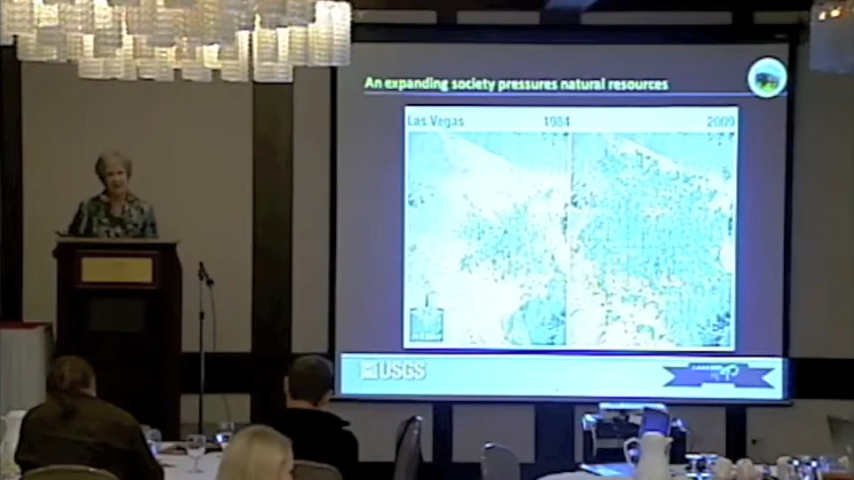 An expanding society pressures natural resources
Las Vegas 1984 2009
USGS